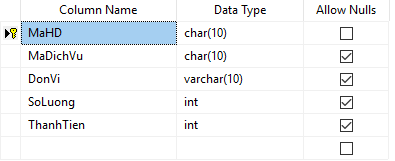 Column Name Data Type Allow Nulls
MaHD char(10)
MaDichVu char(10)
DonVi varchar(10)
SoLuong int
ThanhTien int